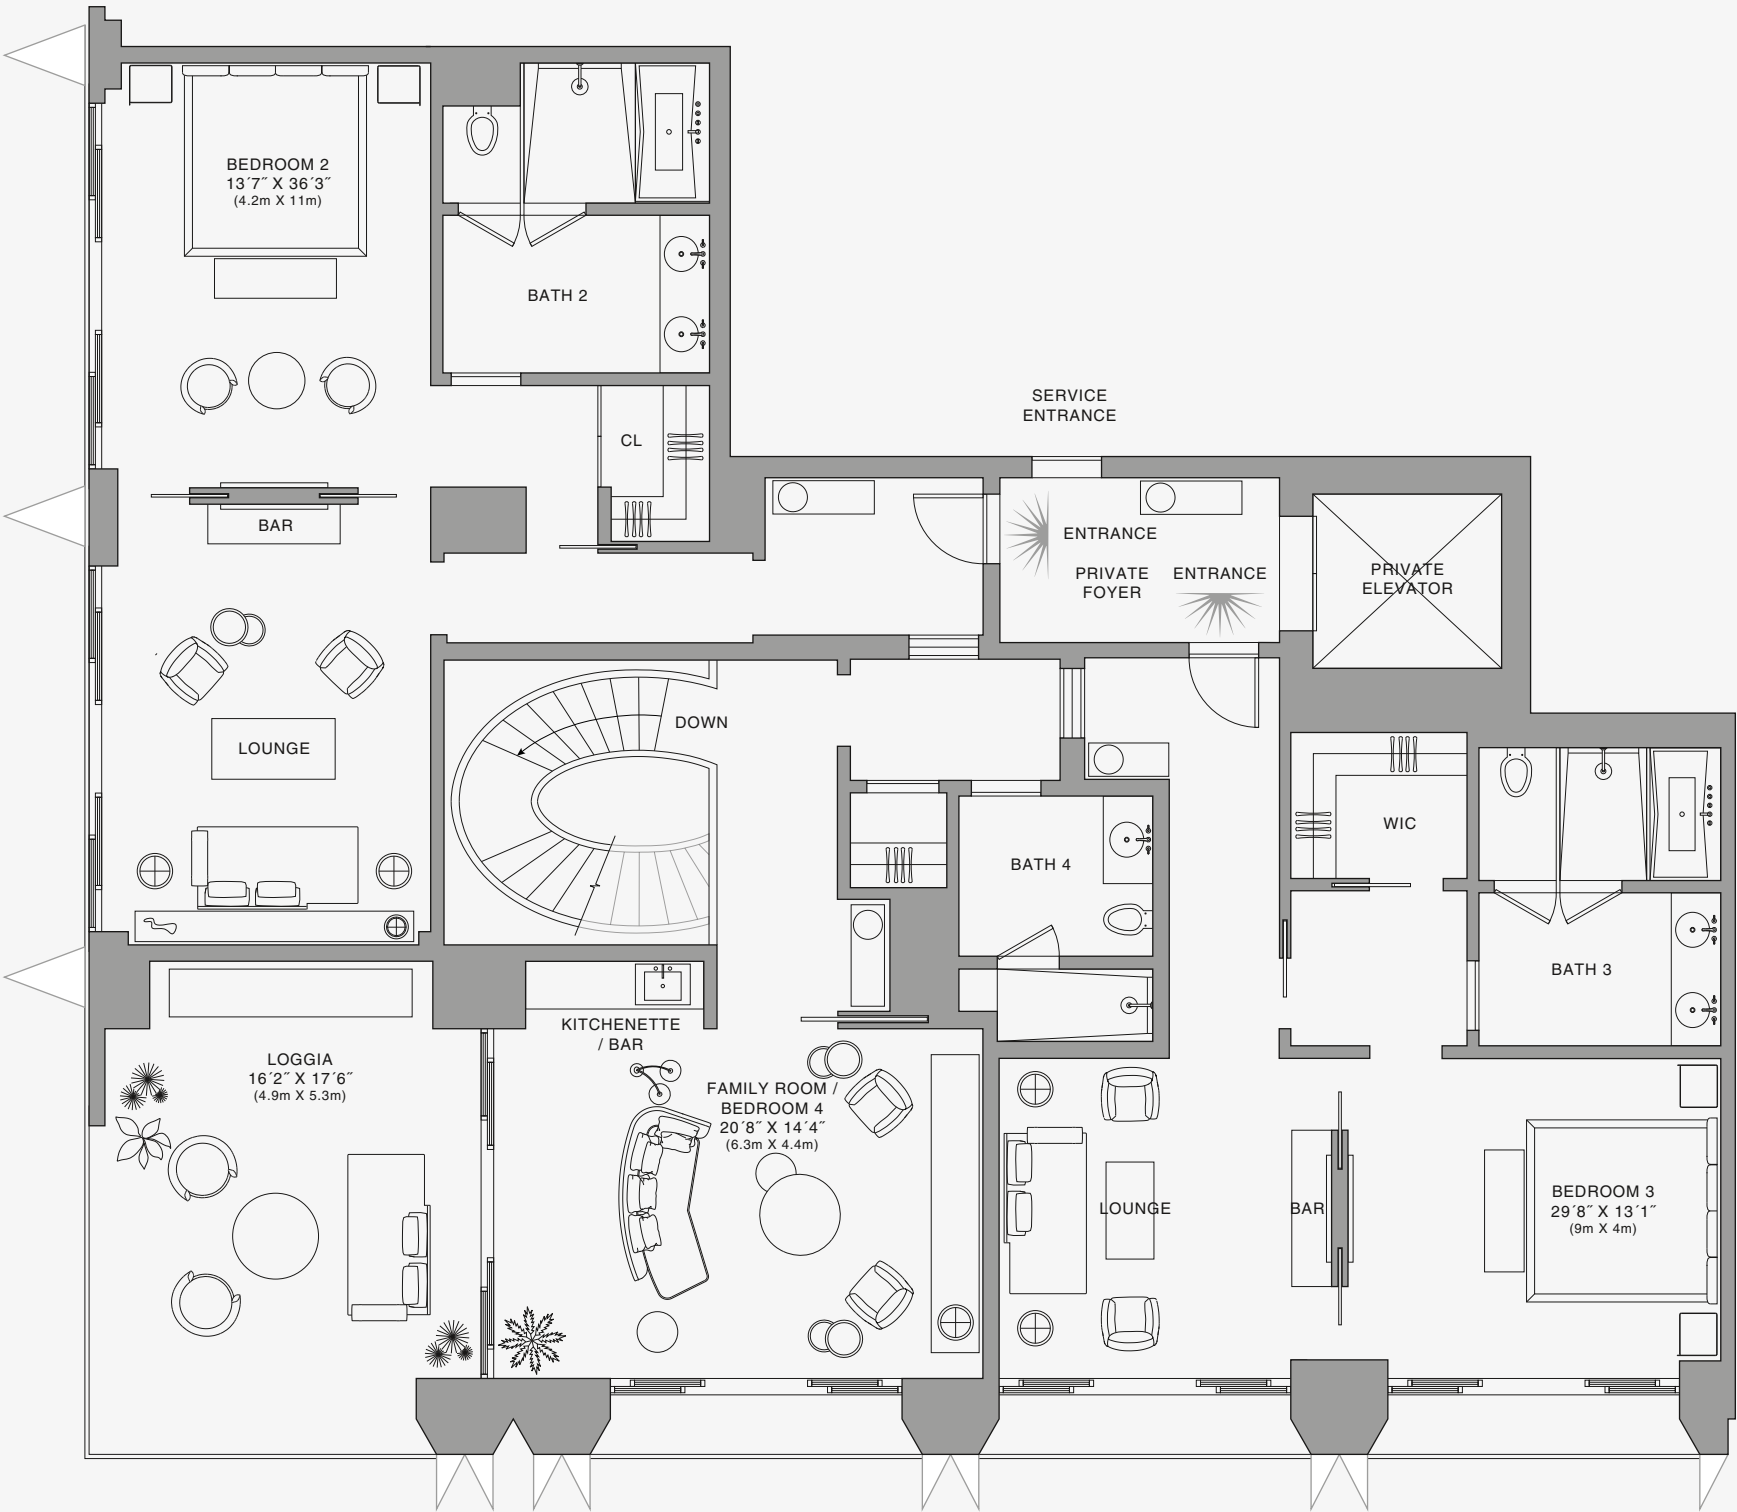 BEDROOM 2
13´7˝ X 36´3˝
(4.2m X 11m)
BATH 2
SERVICE
ENTRANCE
CL
BAR
ENTRANCE
PRIVATE
FOYER
ENTRANCE
PRIVATE
ELEVATOR
DOWN
LOUNGE
WIC
BATH 4
BATH 3
KITCHENETTE
/ BAR
LOGGIA
16´2˝ X 17´6˝
(4.9m X 5.3m)
FAMILY ROOM /
BEDROOM 4
20´8˝ X 14´4˝
(6.3m X 4.4m)
LOUNGE
BAR
BEDROOM 3
29´8˝ X 13´1˝
(9m X 4m)